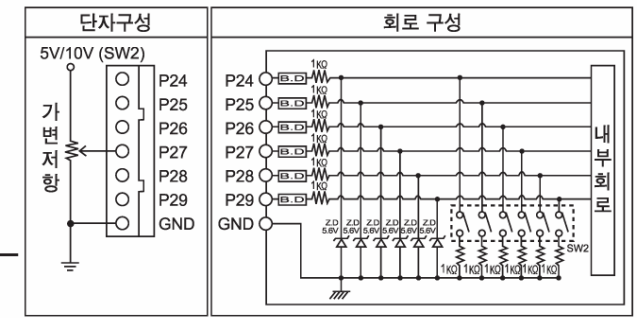 단자구성
회로 구성
5V/10V (SW2)
P24
P25
P26
P27
P28
P29
GND
가
변
저
항
P24
P25
P26
P27
P28
P29
GND
B.D
B.D
B.D
B.D
B.D
B.D
1KΩ
1KΩ
1KΩ
1KΩ
1KΩ
1KΩ
Z.D Z.D Z.D Z.D Z.D Z.D
5.6V 5.6V 5.6V 5.6V 5.6V 5.6V
SW2
1KΩ 1KΩ 1KΩ 1KΩ 1KΩ 1KΩ
내
부
회
로